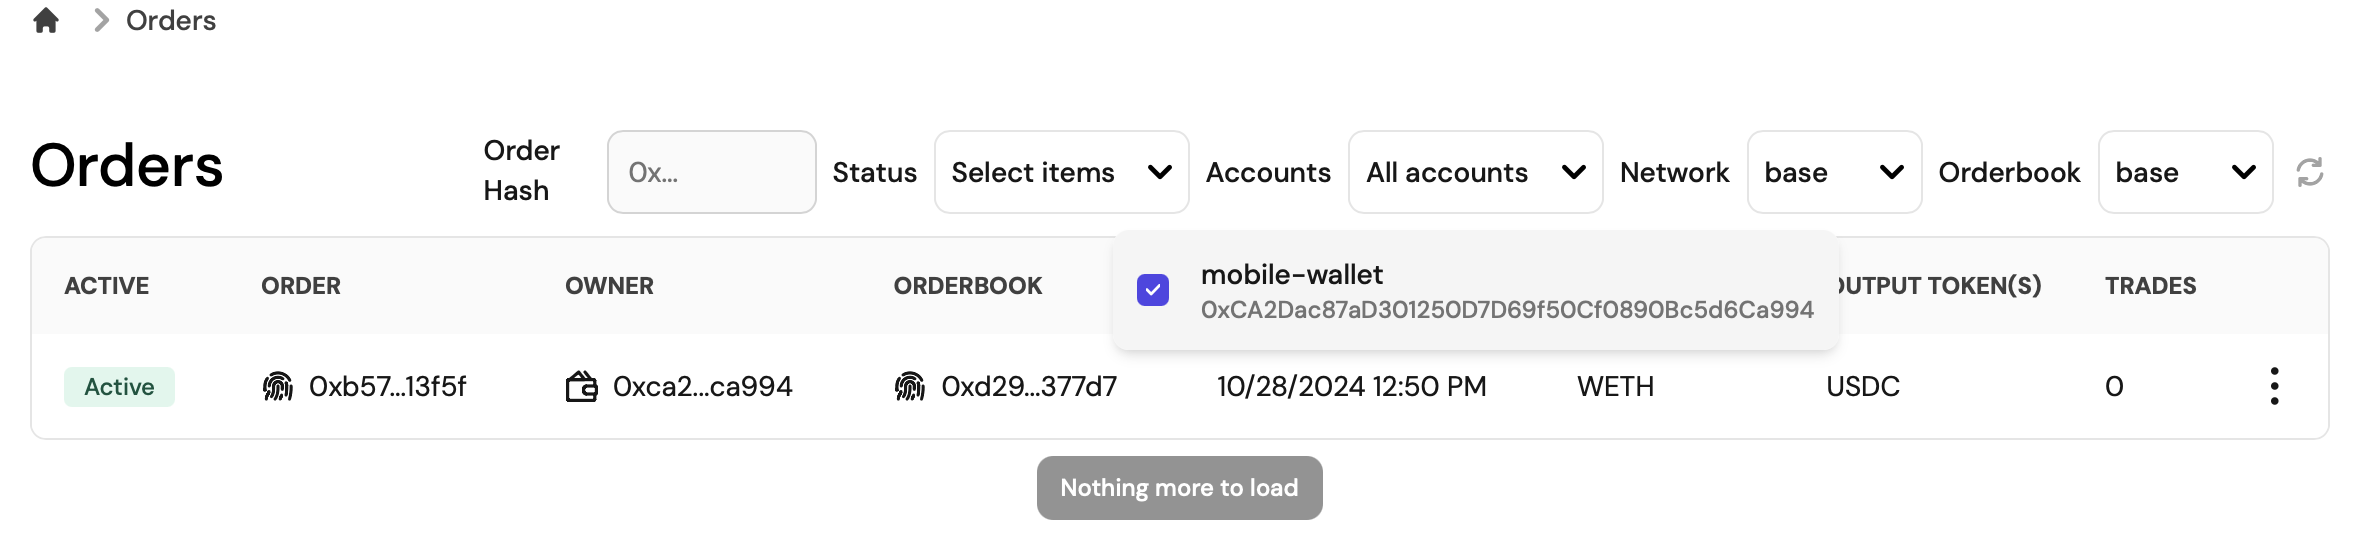 Orders
Orders
Order Hash
0x...
Status
Select items
Accounts
All accounts
Network
base
Orderbook
base
mobile-wallet
0xCA2Dac87aD301250D7D69f50Cf0890Bc5d6Ca994
ACTIVE ORDER OWNER ORDERBOOK TOKEN(S) TRADES
Active 0xb57...13f5f 0xca2...ca994 0xd29...377d7 10/28/2024 12:50 PM WETH USDC 0
Nothing more to load